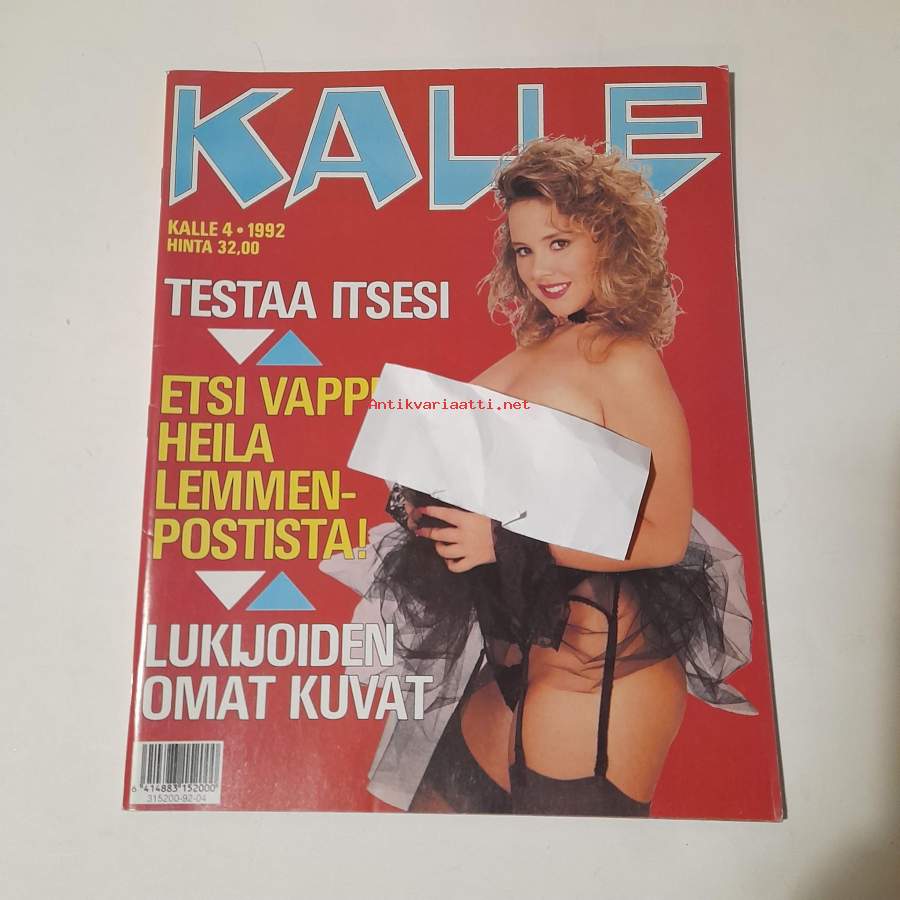 KALLE
KALLE 4 • 1992
HINTA 32,00
TESTAA ITSESI
ETSI VAPP
Antikvariaatti.net
HEILA
LEMMEN-
POSTISTA!
LUKIJOIDEN
OMAT KUVAT
6 414883 152000
315200-92-04